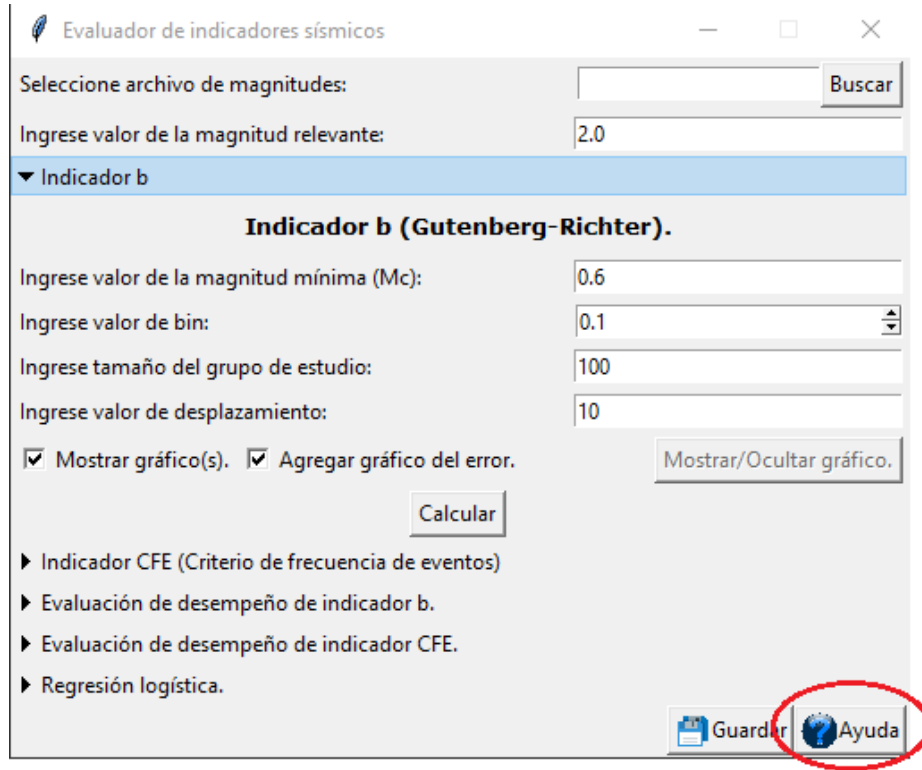 Evaluador de indicadores sísmicos
Seleccione archivo de magnitudes: Buscar
Ingrese valor de la magnitud relevante: 2.0
Indicador b
Indicador b (Gutenberg-Richter).
Ingrese valor de la magnitud mínima (Mc): 0.6
Ingrese valor de bin: 0.1
Ingrese tamaño del grupo de estudio: 100
Ingrese valor de desplazamiento: 10
Mostrar gráfico(s). Agregar gráfico del error. Mostrar/Ocultar gráfico.
Calcular
Indicador CFE (Criterio de frecuencia de eventos)
Evaluación de desempeño de indicador b.
Evaluación de desempeño de indicador CFE.
Regresión logística.
Guardar Ayuda